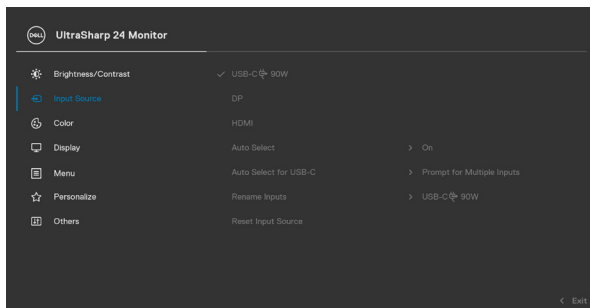 DELL UltraSharp 24 Monitor
Brightness/Contrast ✓ USB-C 90W
Input Source DP
Color HDMI
Display Auto Select > On
Menu Auto Select for USB-C > Prompt for Multiple Inputs
Personalize Rename Inputs > USB-C 90W
Others Reset Input Source
< Exit